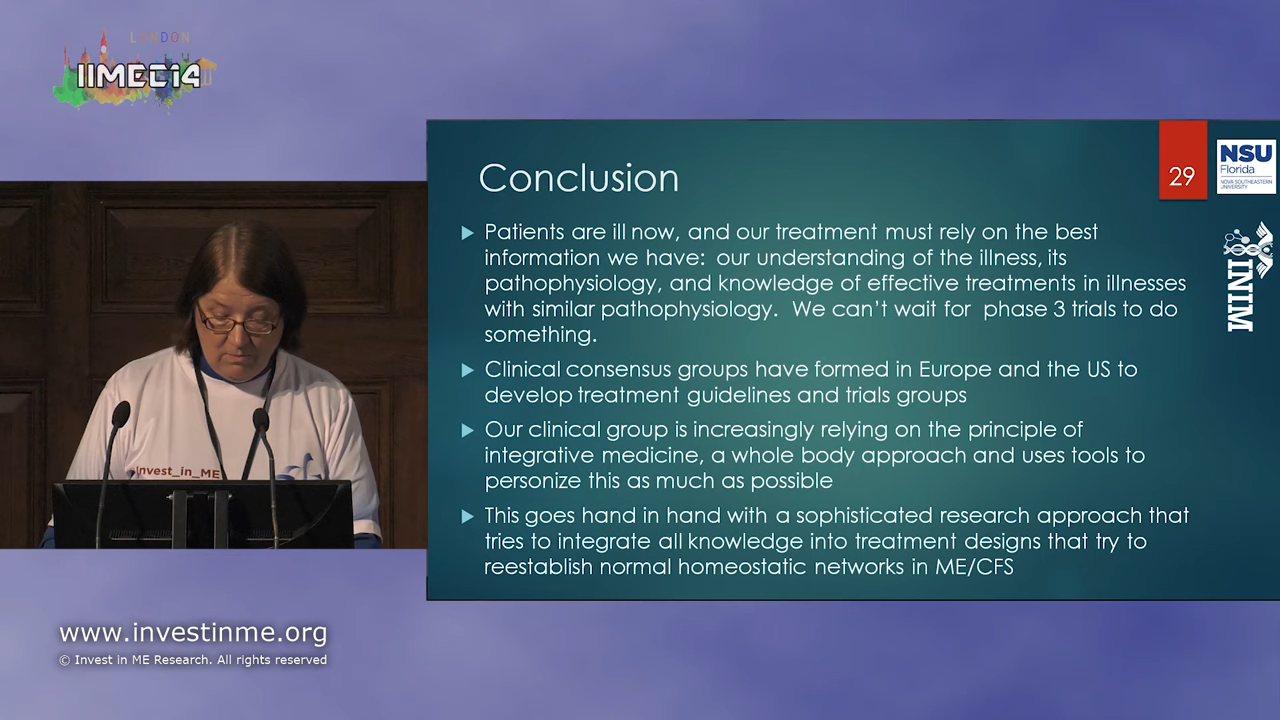 LONDON
IIMEC14
Conclusion
29
NSU
Florida
NOVA SOUTHEASTERN
UNIVERSITY
INIM
Patients are ill now, and our treatment must rely on the best
information we have: our understanding of the illness, its
pathophysiology, and knowledge of effective treatments in illnesses
with similar pathophysiology. We can't wait for phase 3 trials to do
something.
Clinical consensus groups have formed in Europe and the US to
develop treatment guidelines and trials groups
Our clinical group is increasingly relying on the principle of
integrative medicine, a whole body approach and uses tools to
personize this as much as possible
This goes hand in hand with a sophisticated research approach that
tries to integrate all knowledge into treatment designs that try to
reestablish normal homeostatic networks in ME/CFS
invest_in_ME
www.investinme.org
© Invest in ME Research. All rights reserved